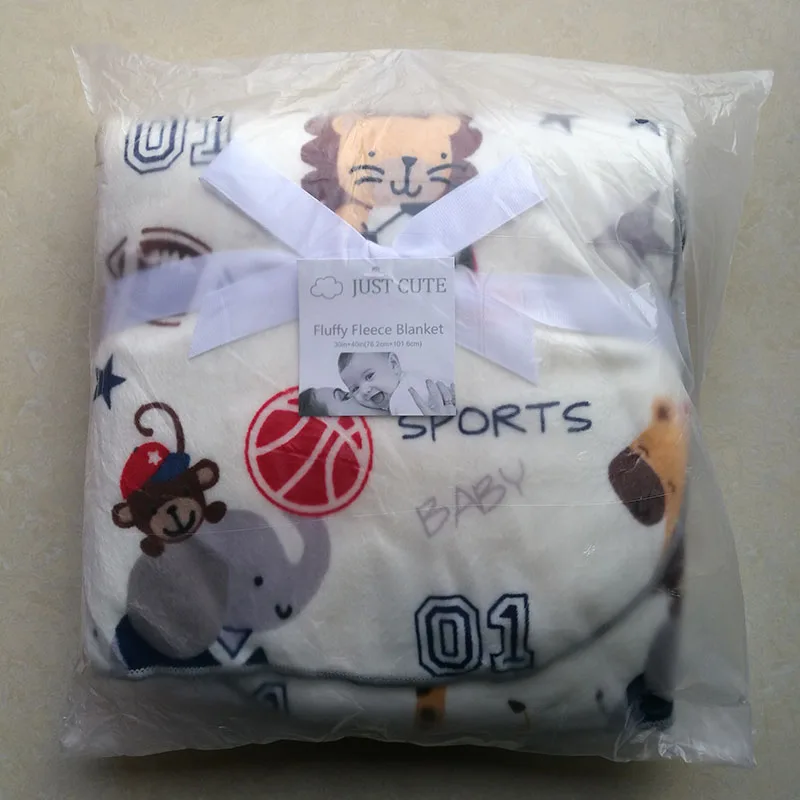 01
JUST CUTE
Fluffy Fleece Blanket
30in×40in(76.2cm×101.6cm)
SPORTS
BABY
01